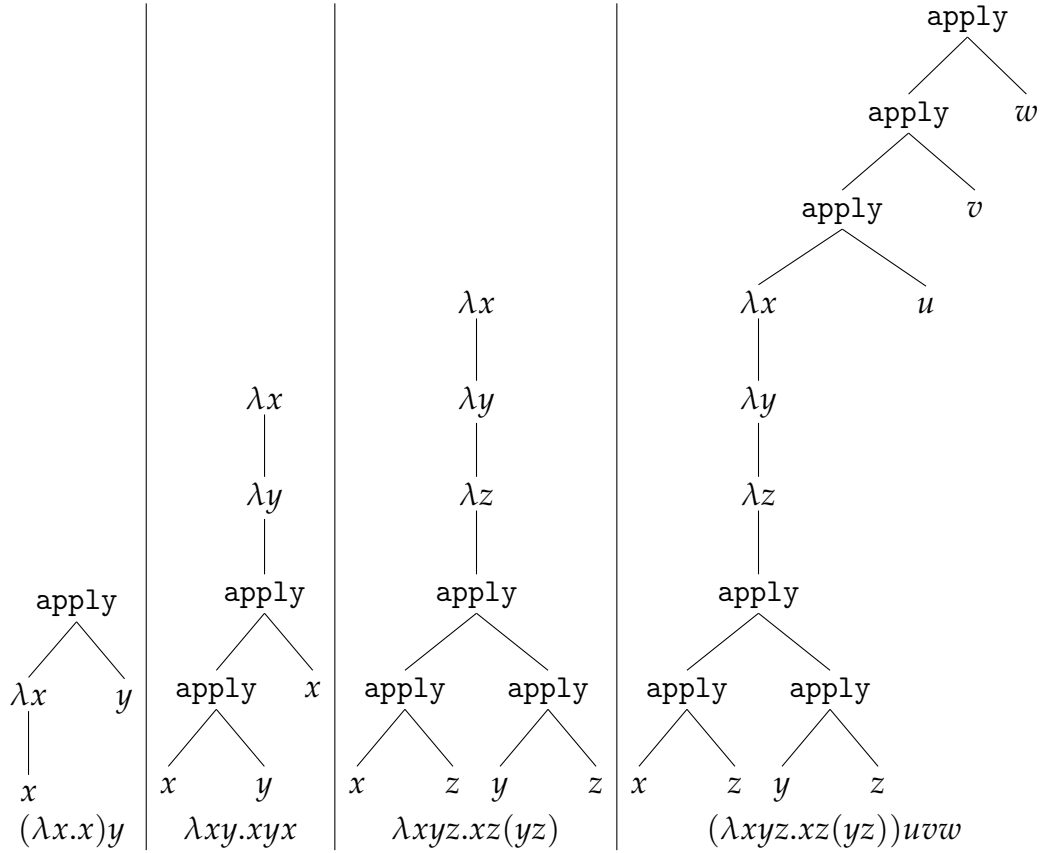 apply
apply w
apply v
λx λx u
λx λy λy
λy λz λz
apply apply apply apply
λx y apply x apply apply apply apply
x x y x z y z x z y z
(λx.x)y λxy.xyx λxyz.xz(yz) (λxyz.xz(yz))uvw